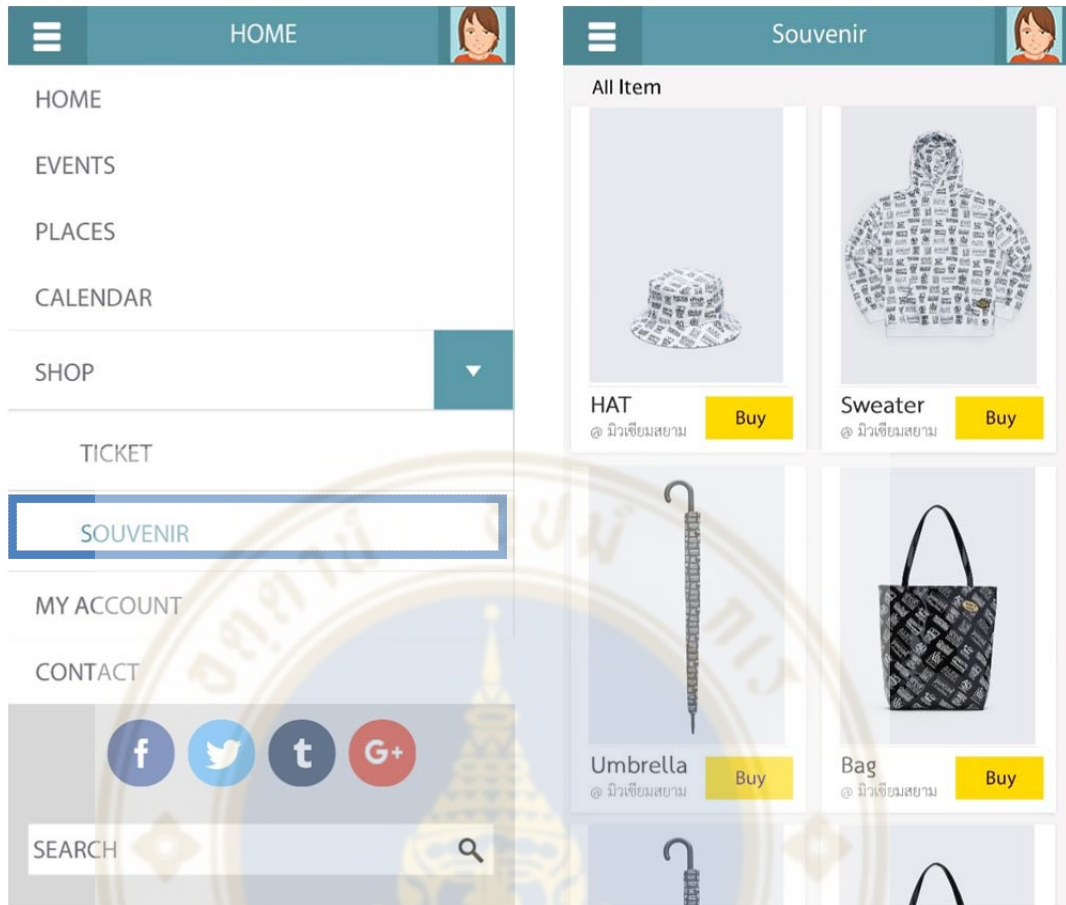 HOME
HOME
EVENTS
PLACES
CALENDAR
SHOP
TICKET
SOUVENIR
MY ACCOUNT
CONTACT
f
t
G+
SEARCH
Souvenir
All Item
HAT
@ มิวเซียมสยาม
Buy
Sweater
@ มิวเซียมสยาม
Buy
Umbrella
@ มิวเซียมสยาม
Buy
Bag
@ มิวเซียมสยาม
Buy